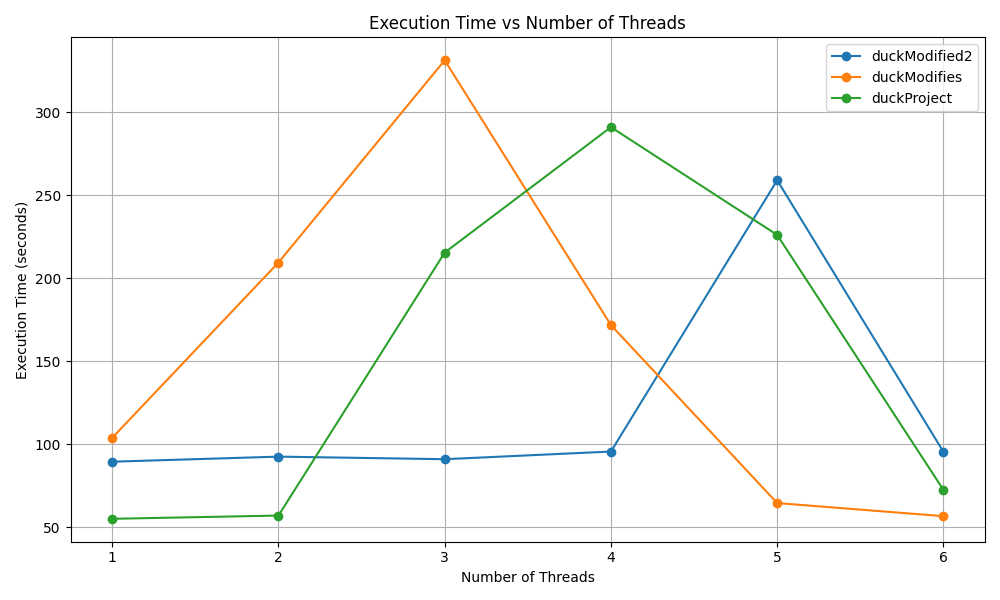 Execution Time vs Number of Threads
duckModified2
duckModifies
duckProject
Execution Time (seconds)
300
250
200
150
100
50
1 2 3 4 5 6
Number of Threads